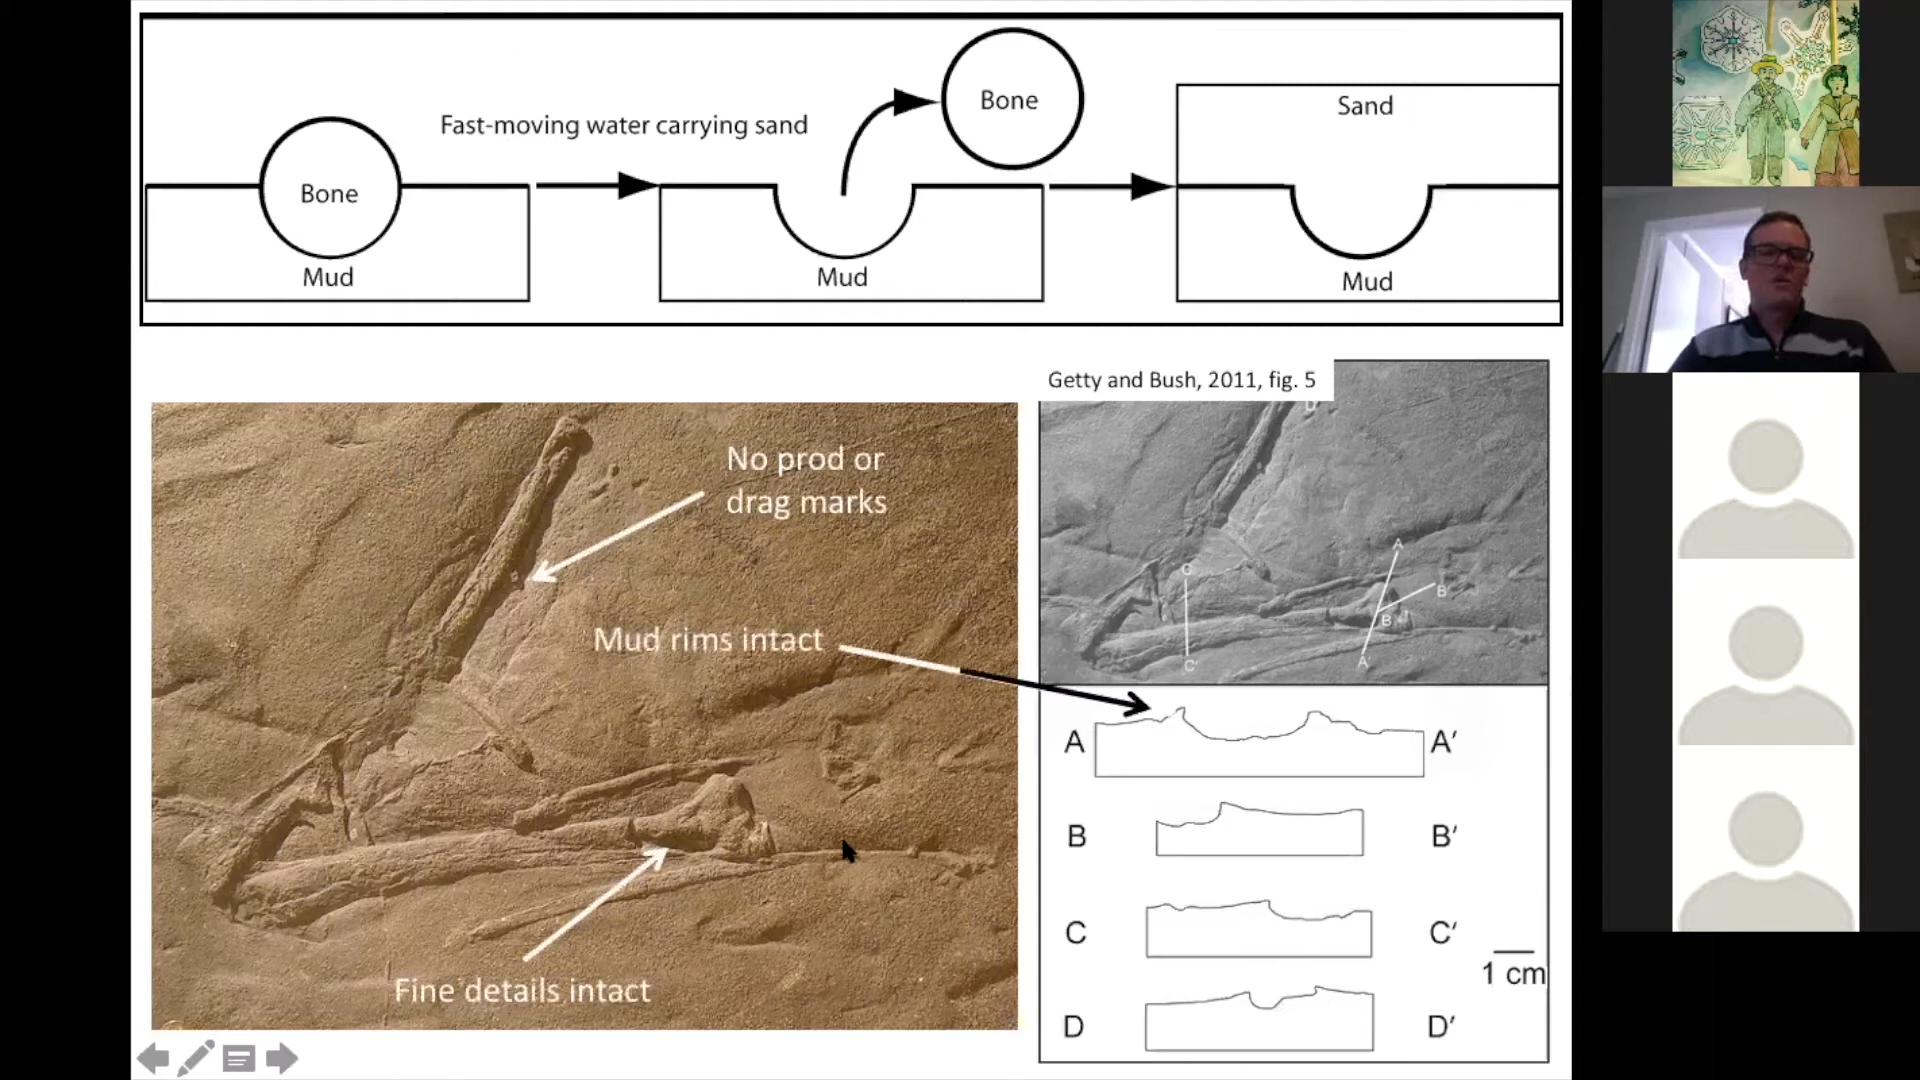 Bone
Mud
Fast-moving water carrying sand
Bone
Mud
Sand
Mud
No prod or
drag marks
Mud rims intact
Fine details intact
Getty and Bush, 2011, fig. 5
D
C
C'
A
B'
B
A'
A A'
B B'
C C'
1 cm
D D'